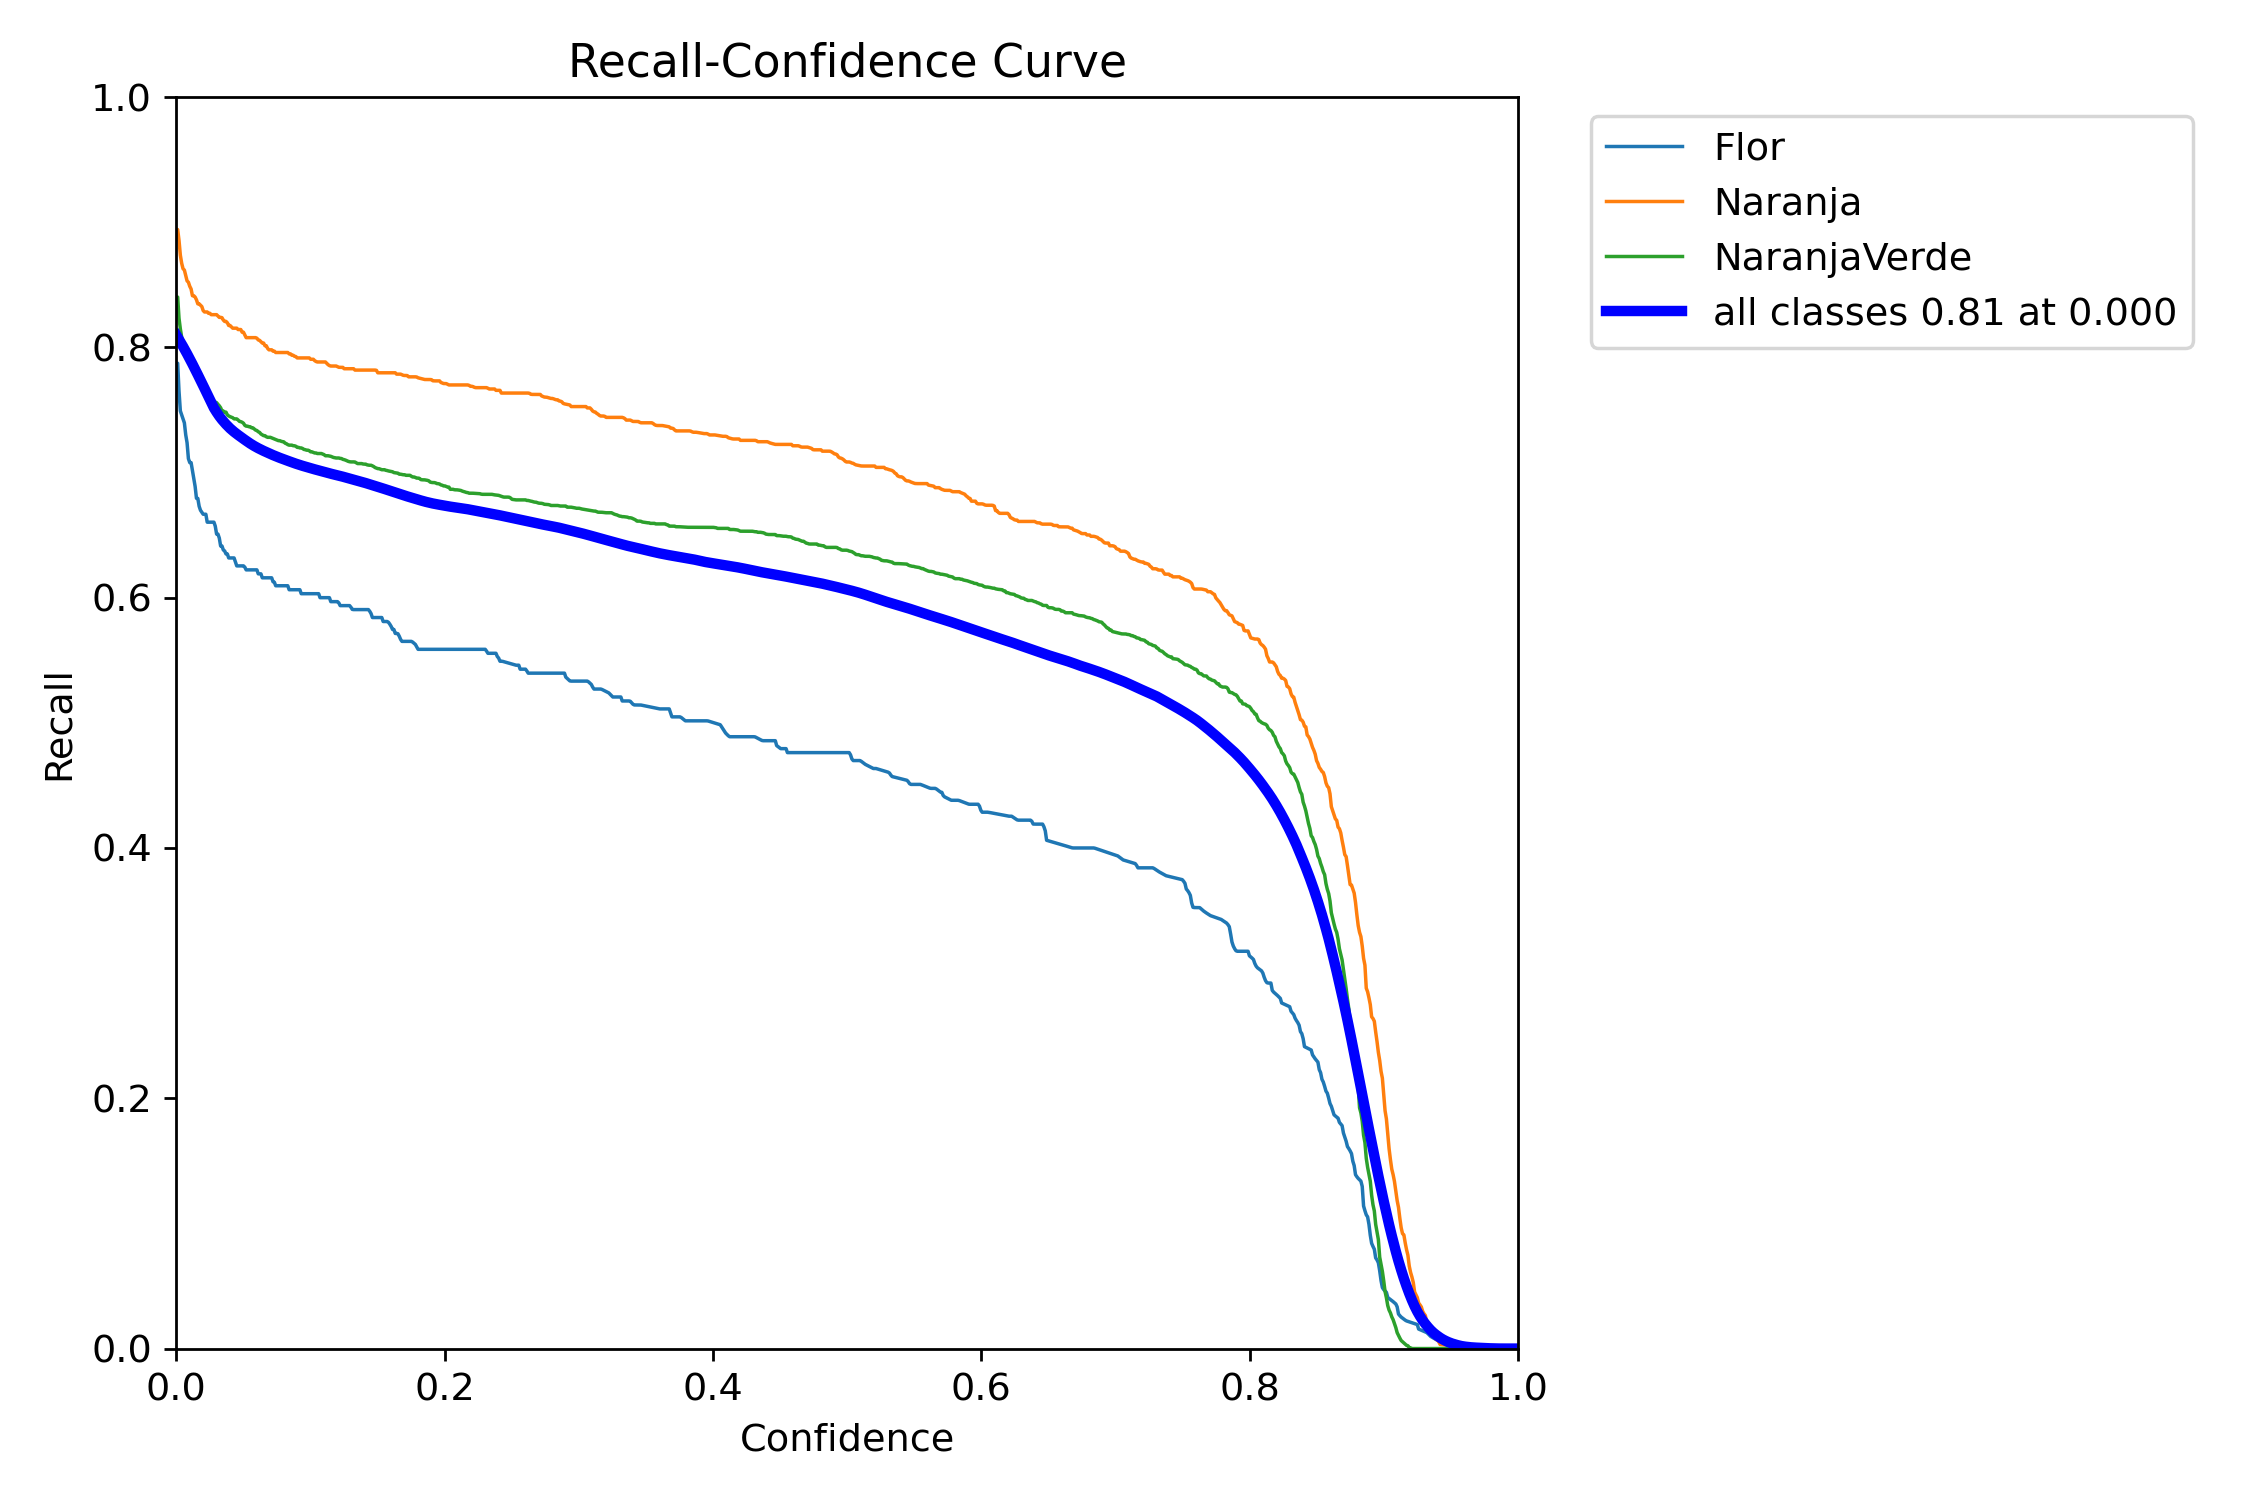 Recall-Confidence Curve
1.0
0.8
0.6
0.4
0.2
0.0
Recall
0.0 0.2 0.4 0.6 0.8 1.0
Confidence
Flor
Naranja
NaranjaVerde
all classes 0.81 at 0.000